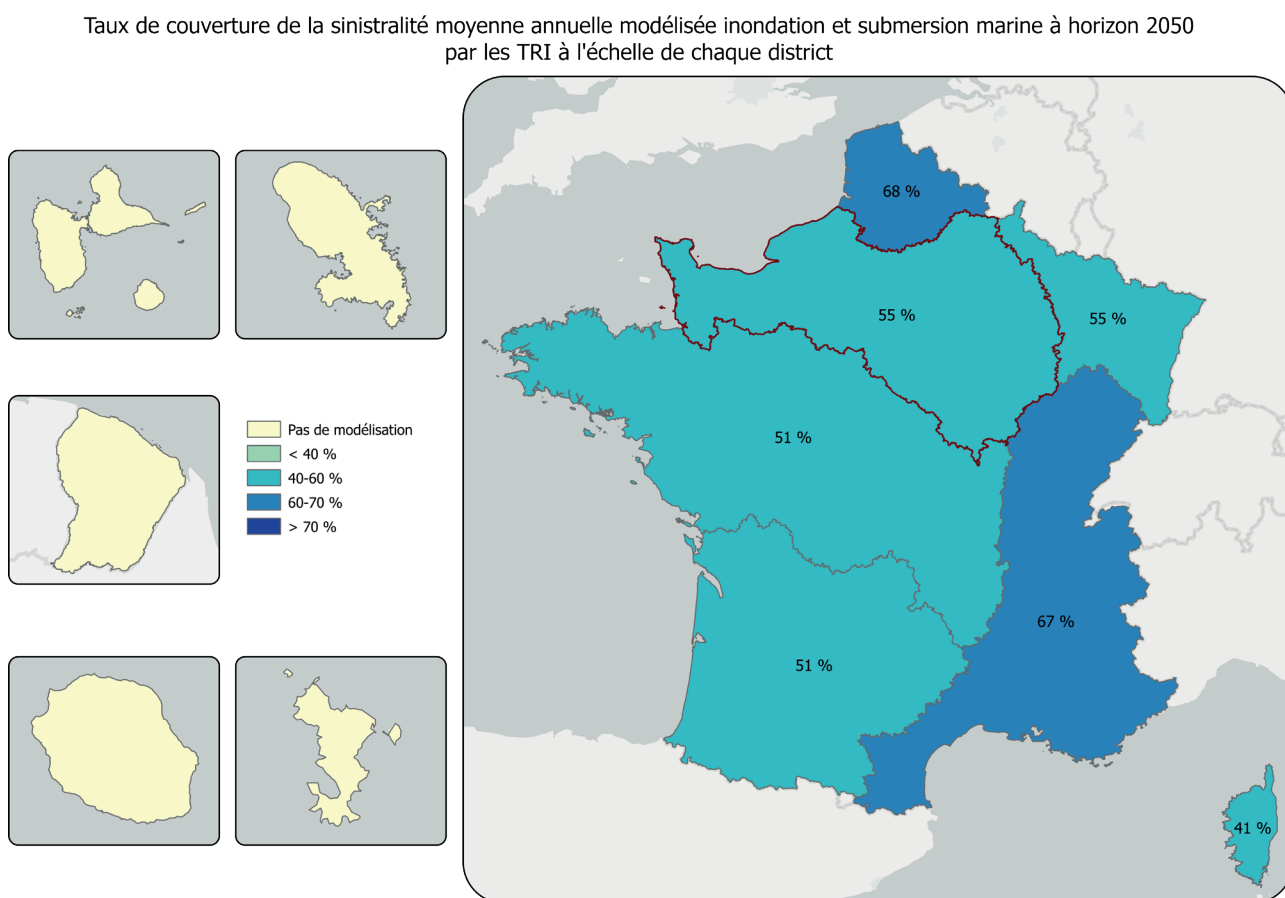 Taux de couverture de la sinistralité moyenne annuelle modélisée inondation et submersion marine à horizon 2050
par les TRI à l'échelle de chaque district
68 %
55 %
55 %
51 %
Pas de modélisation
< 40 %
40-60 %
60-70 %
> 70 %
67 %
51 %
41 %